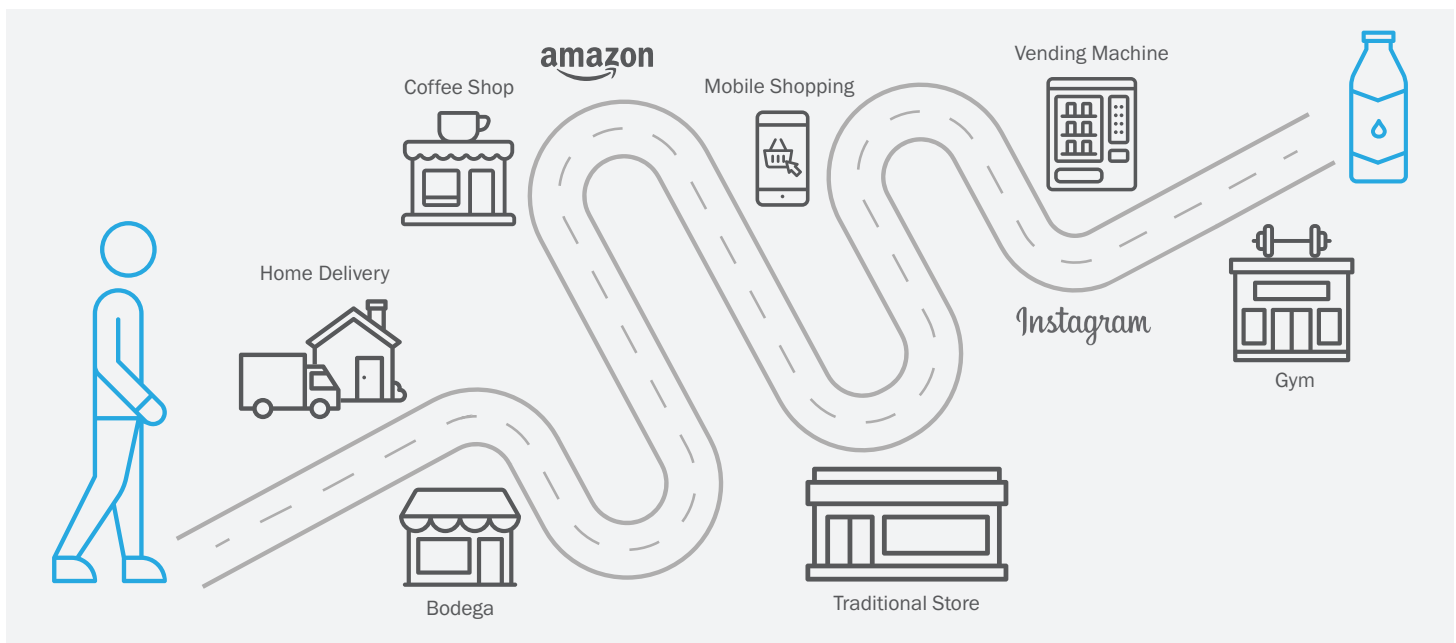 amazon
Vending Machine
Coffee Shop
Mobile Shopping
Home Delivery
Instagram
Gym
Traditional Store
Bodega